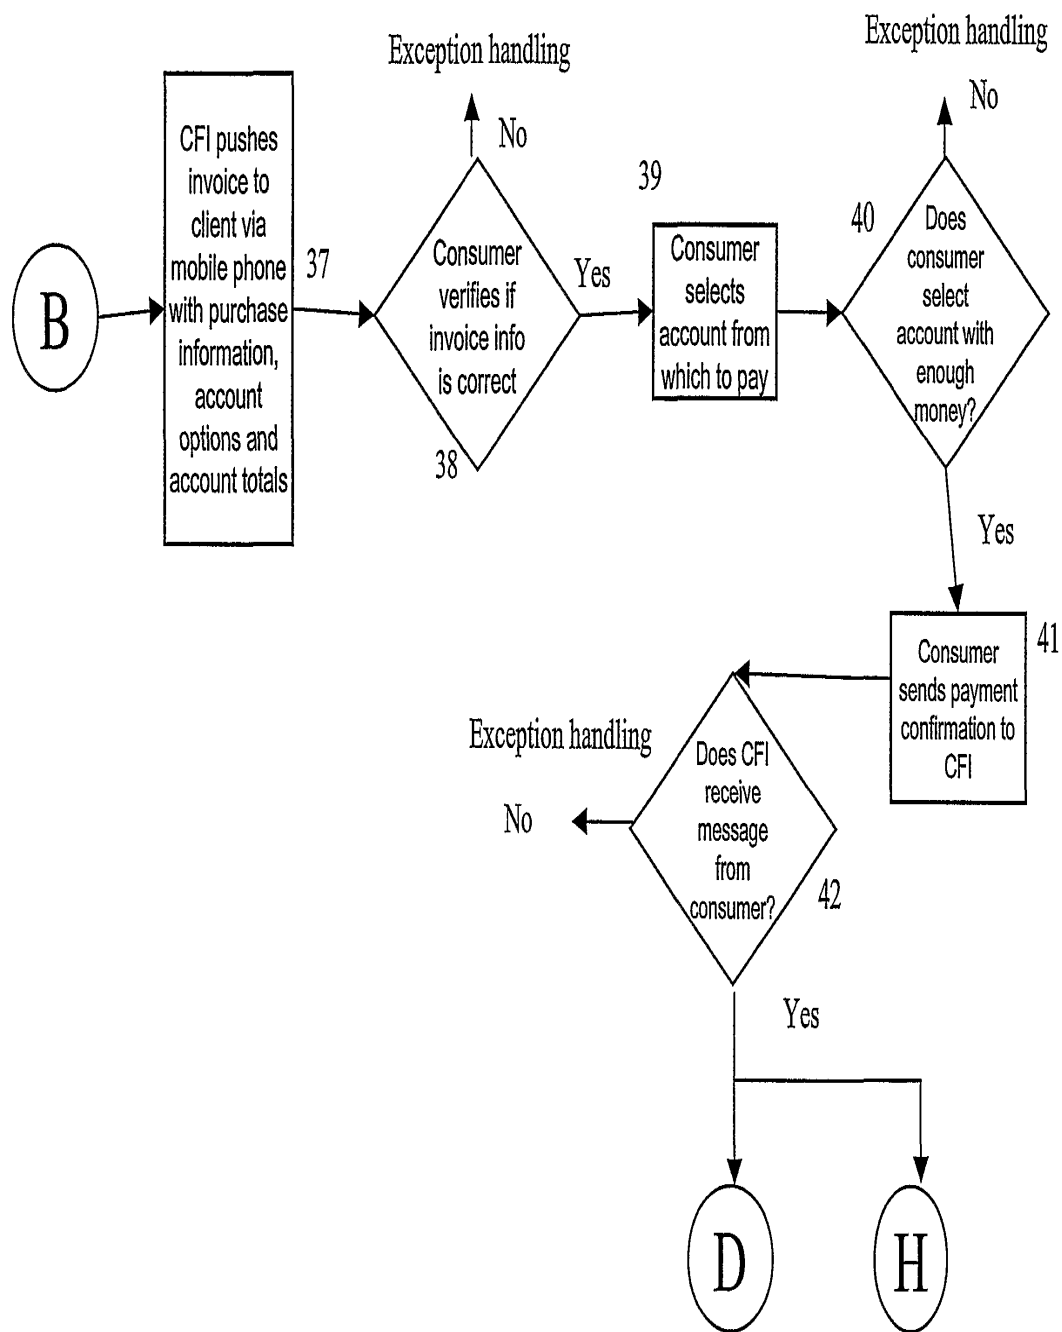 Exception handling
No
Exception handling
No
B
CFI pushes
invoice to
client via
mobile phone
with purchase
information,
account
options and
account totals
37
Consumer
verifies if
invoice info
is correct
38
Yes
39
Consumer
selects
account from
which to pay
40
Does
consumer
select
account with
enough
money?
Yes
41
Consumer
sends payment
confirmation to
CFI
Exception handling
No
Does CFI
receive
message
from
consumer?
42
Yes
D
H